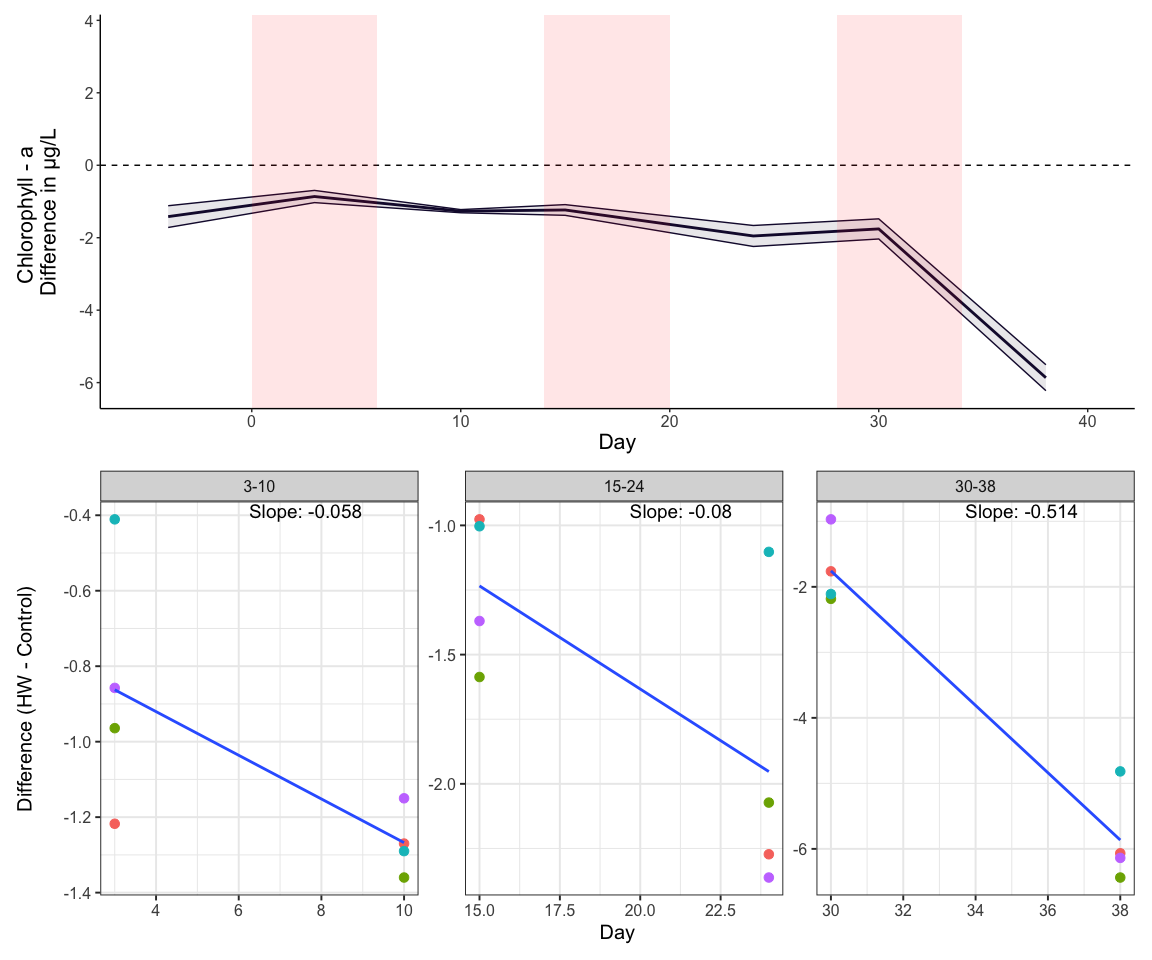 Chlorophyll - a
Difference in µg/L
4
2
0
-2
-4
-6
0 10 20 30 40
Day
3-10 15-24 30-38
Slope: -0.058 Slope: -0.08 Slope: -0.514
Difference (HW - Control)
-0.4
-0.6
-0.8
-1.0
-1.2
-1.4
4 6 8 10
-1.0
-1.5
-2.0
15.0 17.5 20.0 22.5
-2
-4
-6
30 32 34 36 38
Day